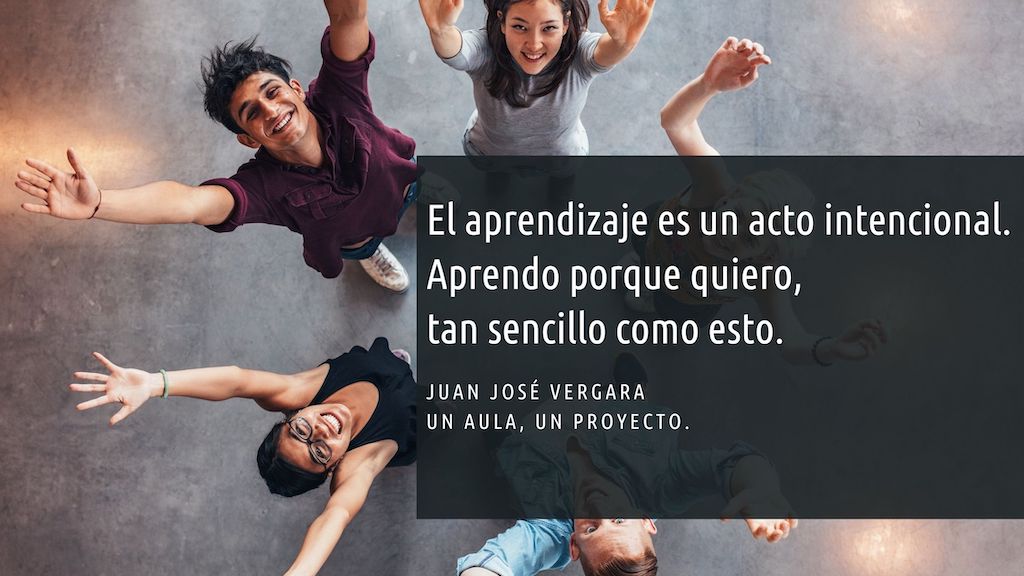 El aprendizaje es un acto intencional.
Aprendo porque quiero,
tan sencillo como esto.
JUAN JOSÉ VERGARA
UN AULA, UN PROYECTO.